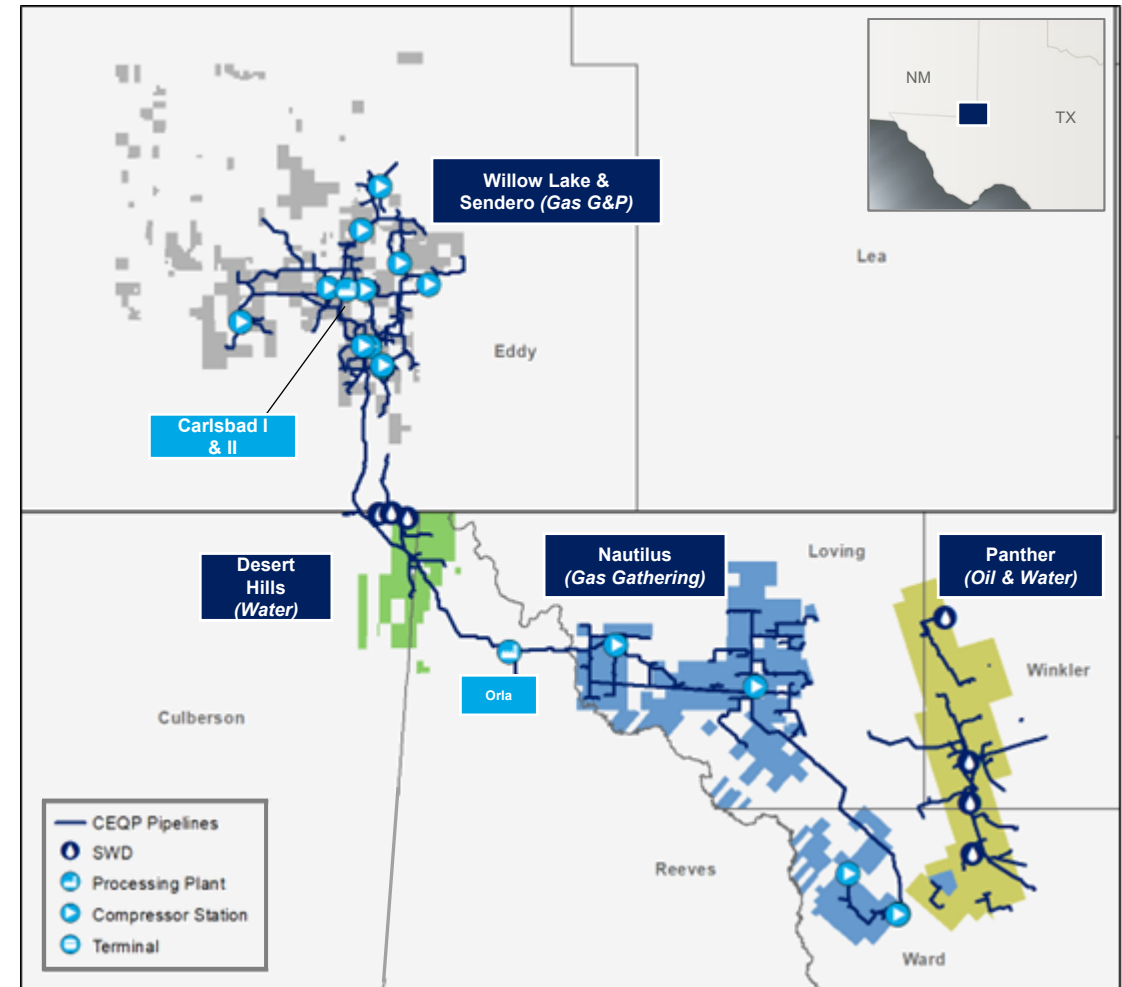 NM
TX
Willow Lake &
Sendero (Gas G&P)
Lea
Eddy
Carlsbad I
& II
Desert
Hills
(Water)
Nautilus
(Gas Gathering)
Loving
Panther
(Oil & Water)
Winkler
Orla
Culberson
Reeves
Ward
CEQP Pipelines
SWD
Processing Plant
Compressor Station
Terminal